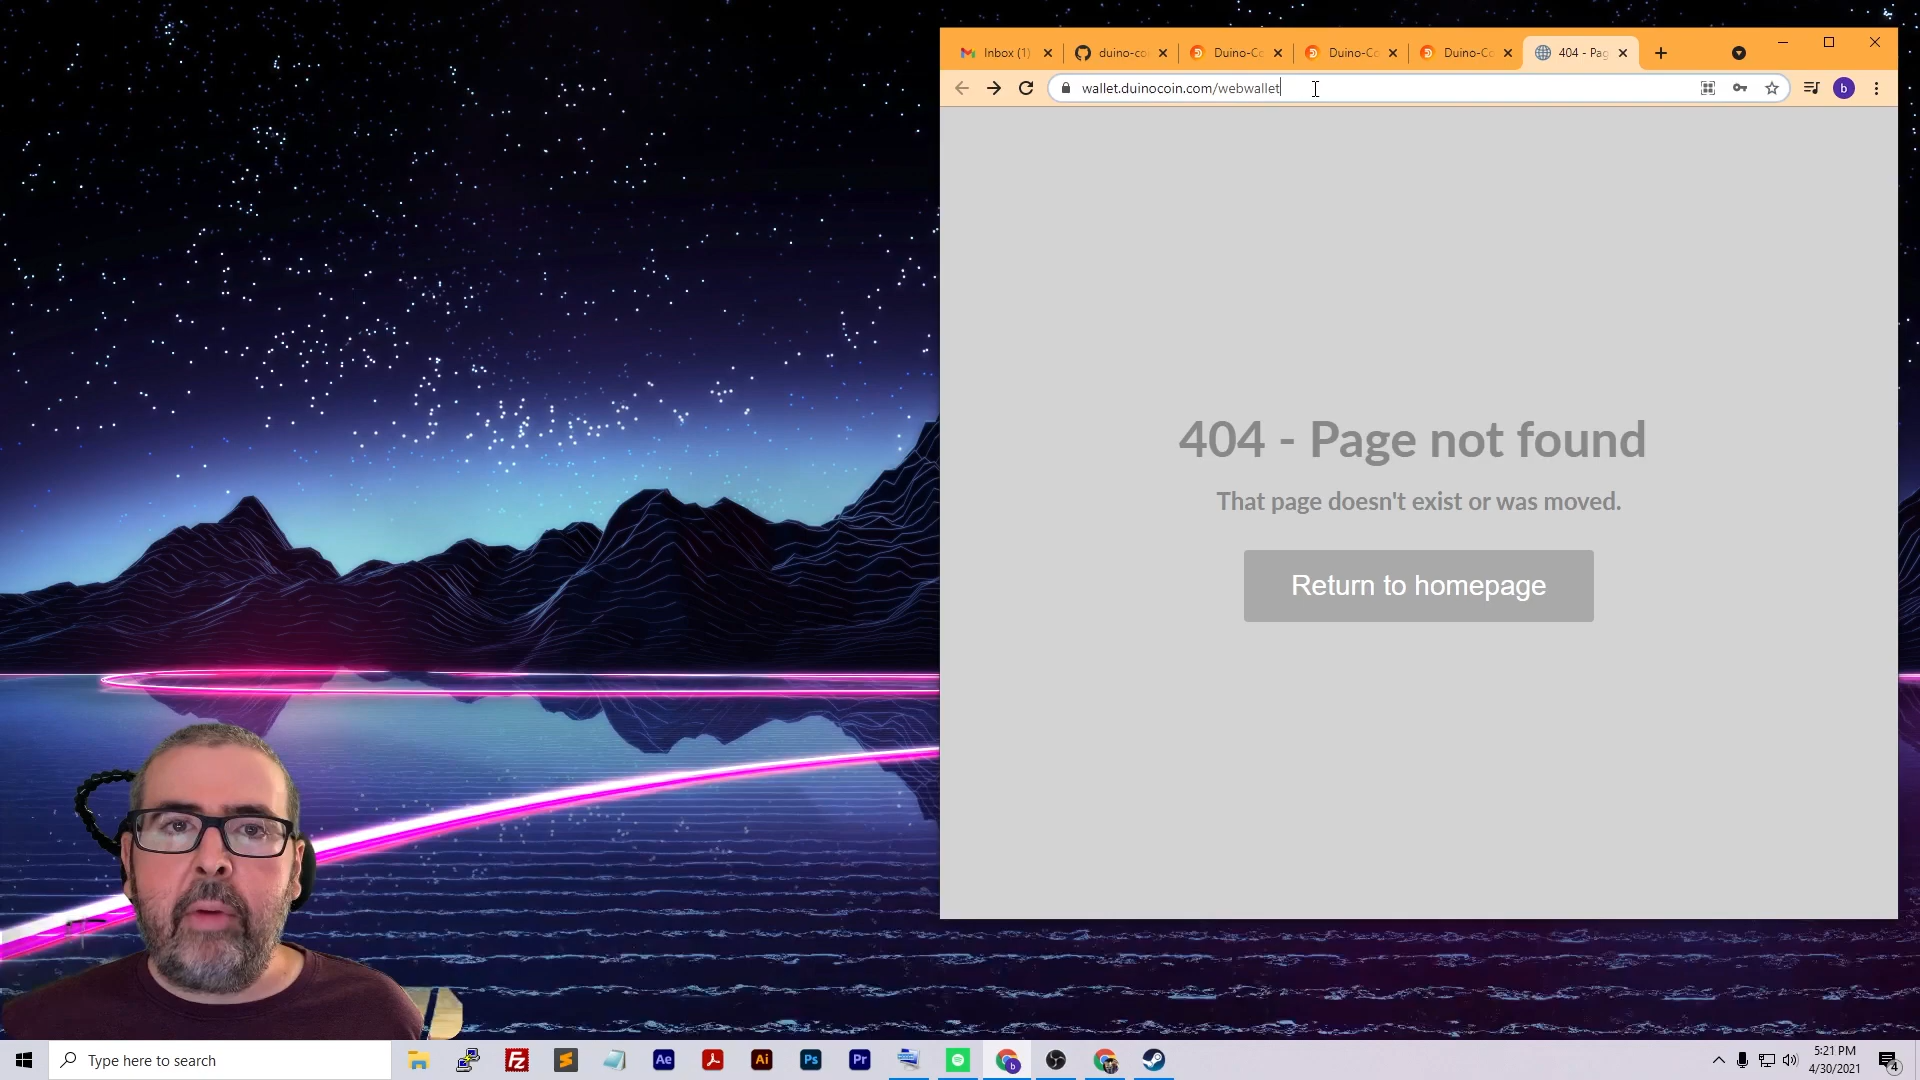 Inbox (1)
duino-co
Duino-Co
Duino-Co
Duino-Co
404 - Pag
wallet.duinocoin.com/webwallet
b
404 - Page not found
That page doesn't exist or was moved.
Return to homepage
Type here to search
Fz
Ae
Ai
Ps
Pr
b
5:21 PM
4/30/2021
4